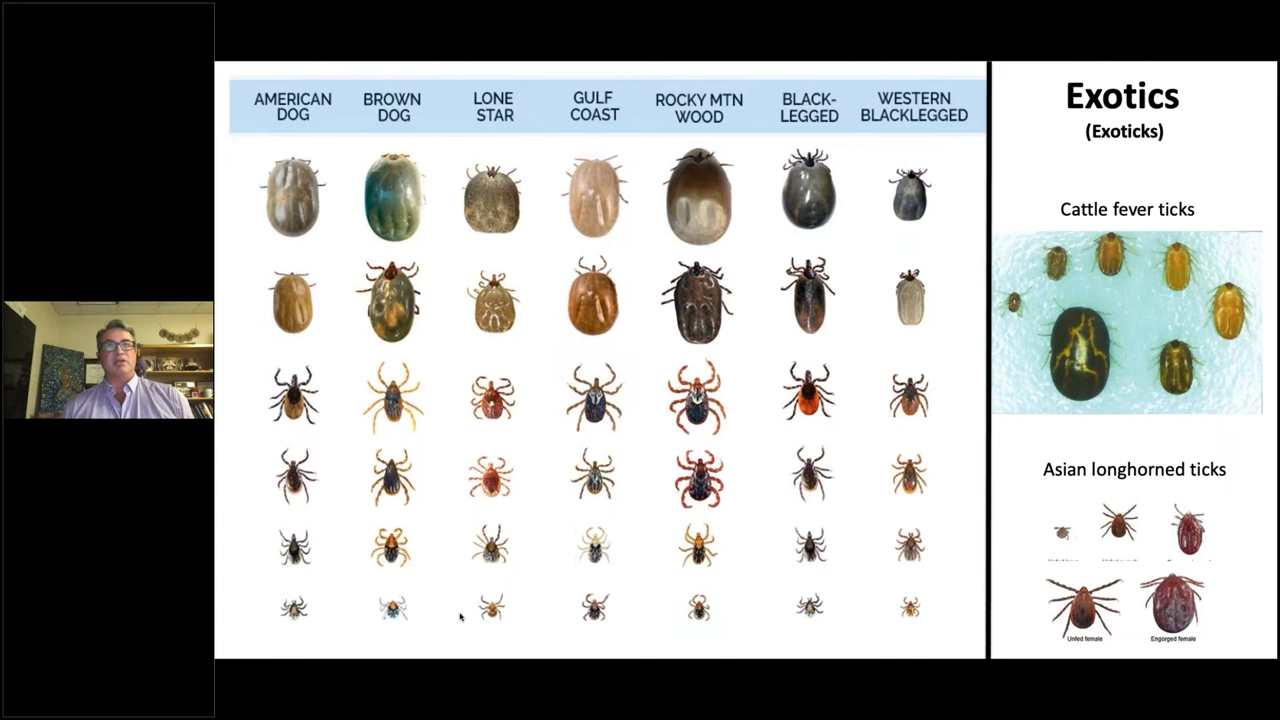 AMERICAN DOG
BROWN DOG
LONE STAR
GULF COAST
ROCKY MTN WOOD
BLACK-LEGGED
WESTERN BLACKLEGGED
Exotics
(Exoticks)
Cattle fever ticks
Asian longhorned ticks
Unfed female
Engorged female